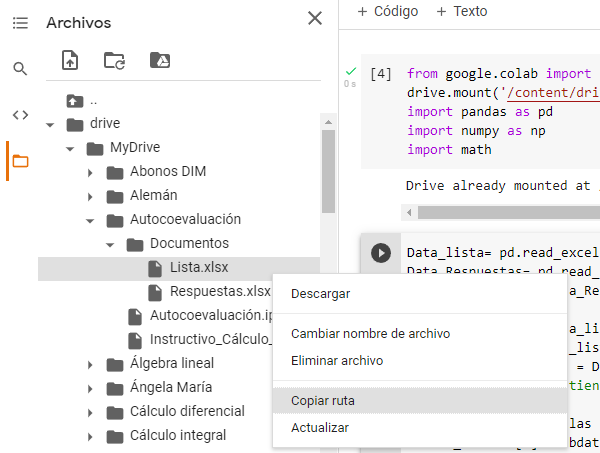 Archivos
..
drive
MyDrive
Abonos DIM
Alemán
Autocoevaluación
Documentos
Lista.xlsx
Respuestas.xlsx
Autocoevaluación.ip
Instructivo_Cálculo_
Álgebra lineal
Ángela María
Cálculo diferencial
Cálculo integral
Descargar
Cambiar nombre de archivo
Eliminar archivo
Copiar ruta
Actualizar
+ Código + Texto
[4] from google.colab import
0 s drive.mount('/content/dri
import pandas as pd
import numpy as np
import math
Drive already mounted at
Data_lista= pd.read_excel
Data_Respuestas= pd.read_
a_Re
a_li
_lis
= D
tien
las